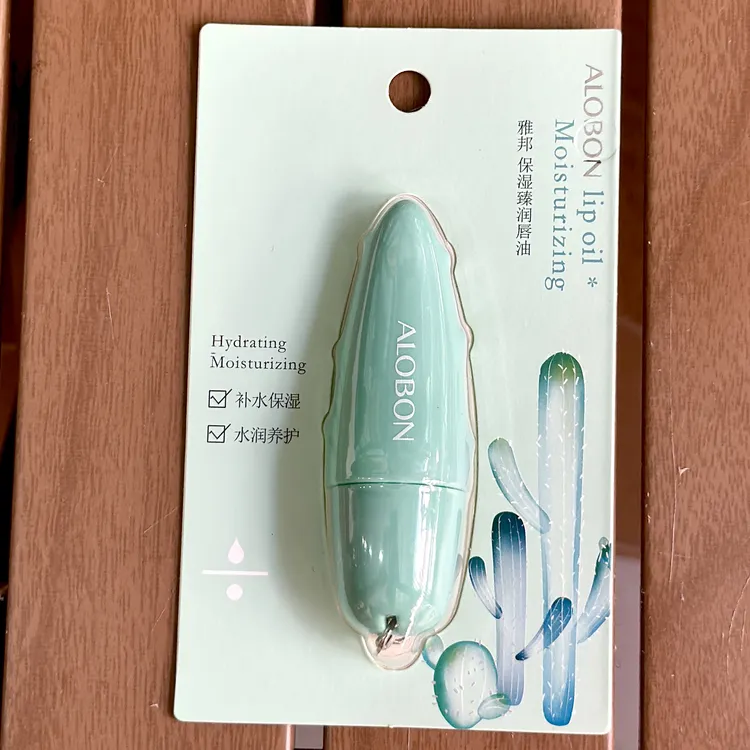 ALOBON lip oil *
Moisturizing
雅邦 保湿臻润唇油
ALOBON
Hydrating
Moisturizing
补水保湿
水润养护